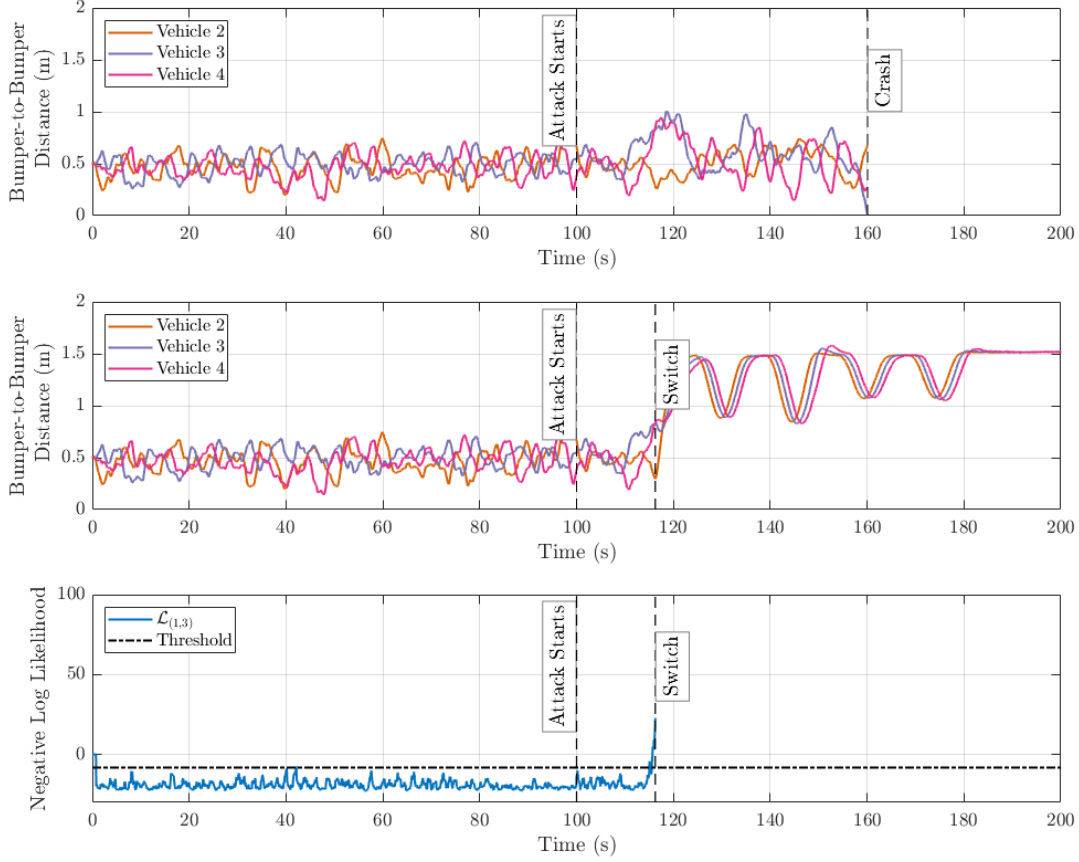 2
1.5
1
0.5
0
Bumper-to-Bumper
Distance (m)
Vehicle 2
Vehicle 3
Vehicle 4
Attack Starts
Crash
0 20 40 60 80 100 120 140 160 180 200
Time (s)
2
1.5
1
0.5
0
Bumper-to-Bumper
Distance (m)
Vehicle 2
Vehicle 3
Vehicle 4
Attack Starts
Switch
0 20 40 60 80 100 120 140 160 180 200
Time (s)
100
50
0
Negative Log Likelihood
ℒ(1,3)
Threshold
Attack Starts
Switch
0 20 40 60 80 100 120 140 160 180 200
Time (s)